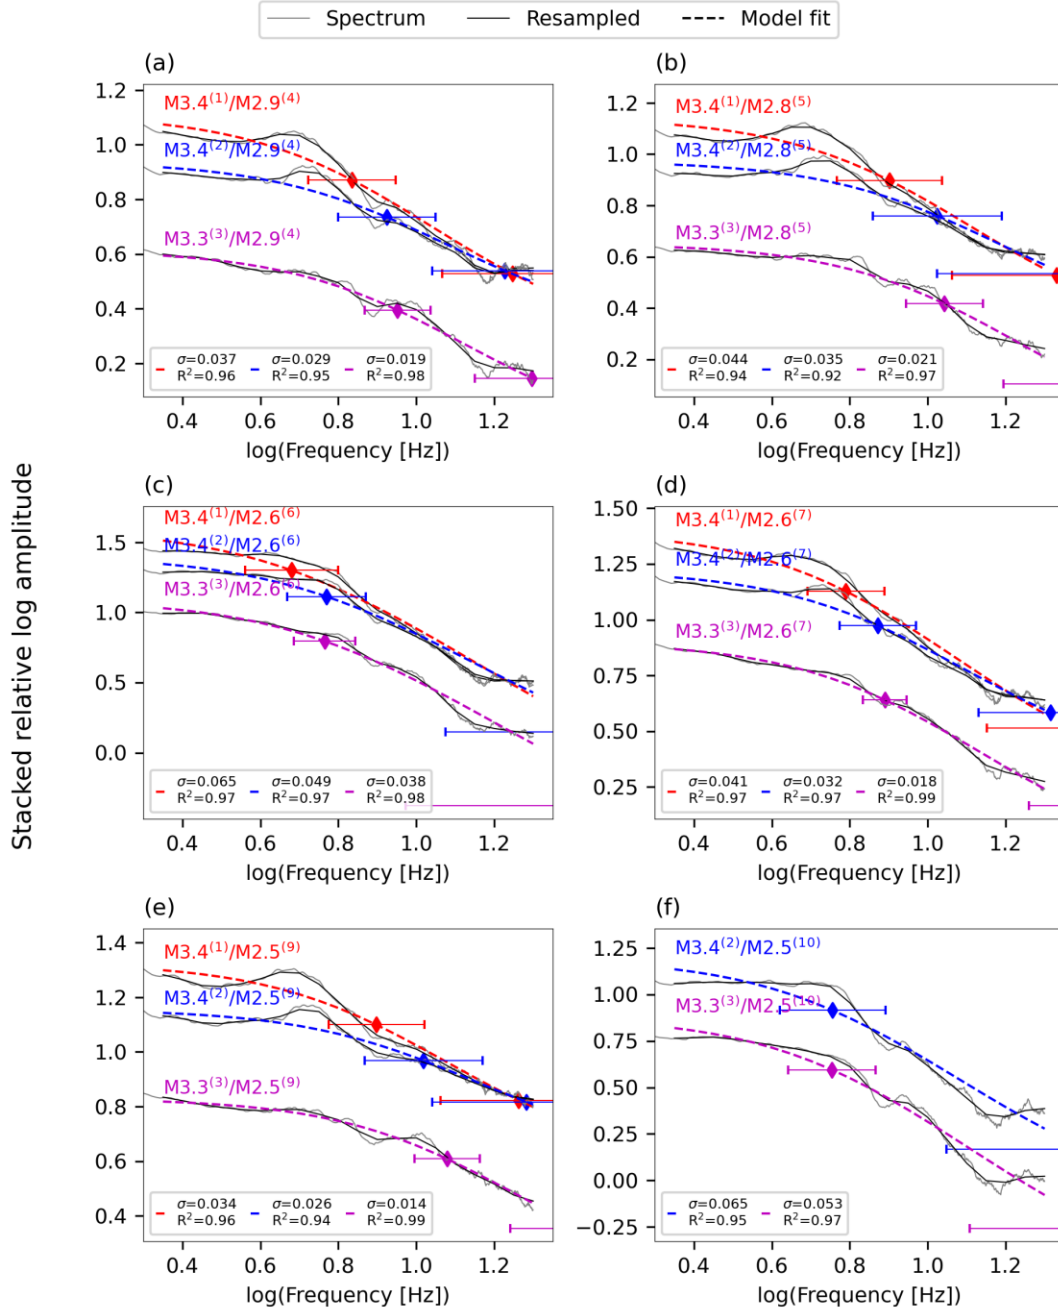 Spectrum Resampled Model fit
Stacked relative log amplitude
(a)
M3.4(1)/M2.9(4)
M3.4(2)/M2.9(4)
M3.3(3)/M2.9(4)
1.2
1.0
0.8
0.6
0.4
0.2
σ=0.037 σ=0.029 σ=0.019
R²=0.96 R²=0.95 R²=0.98
0.4 0.6 0.8 1.0 1.2
log(Frequency [Hz])
(b)
M3.4(1)/M2.8(5)
M3.4(2)/M2.8(5)
M3.3(3)/M2.8(5)
1.2
1.0
0.8
0.6
0.4
0.2
σ=0.044 σ=0.035 σ=0.021
R²=0.94 R²=0.92 R²=0.97
0.4 0.6 0.8 1.0 1.2
log(Frequency [Hz])
(c)
M3.4(1)/M2.6(6)
M3.4(2)/M2.6(6)
M3.3(3)/M2.6(6)
1.5
1.0
0.5
0.0
σ=0.065 σ=0.049 σ=0.038
R²=0.97 R²=0.97 R²=0.98
0.4 0.6 0.8 1.0 1.2
log(Frequency [Hz])
(d)
M3.4(1)/M2.6(7)
M3.4(2)/M2.6(7)
M3.3(3)/M2.6(7)
1.50
1.25
1.00
0.75
0.50
0.25
σ=0.041 σ=0.032 σ=0.018
R²=0.97 R²=0.97 R²=0.99
0.4 0.6 0.8 1.0 1.2
log(Frequency [Hz])
(e)
M3.4(1)/M2.5(9)
M3.4(2)/M2.5(9)
M3.3(3)/M2.5(9)
1.4
1.2
1.0
0.8
0.6
0.4
σ=0.034 σ=0.026 σ=0.014
R²=0.96 R²=0.94 R²=0.99
0.4 0.6 0.8 1.0 1.2
log(Frequency [Hz])
(f)
M3.4(2)/M2.5(10)
M3.3(3)/M2.5(10)
1.25
1.00
0.75
0.50
0.25
0.00
−0.25
σ=0.065 σ=0.053
R²=0.95 R²=0.97
0.4 0.6 0.8 1.0 1.2
log(Frequency [Hz])